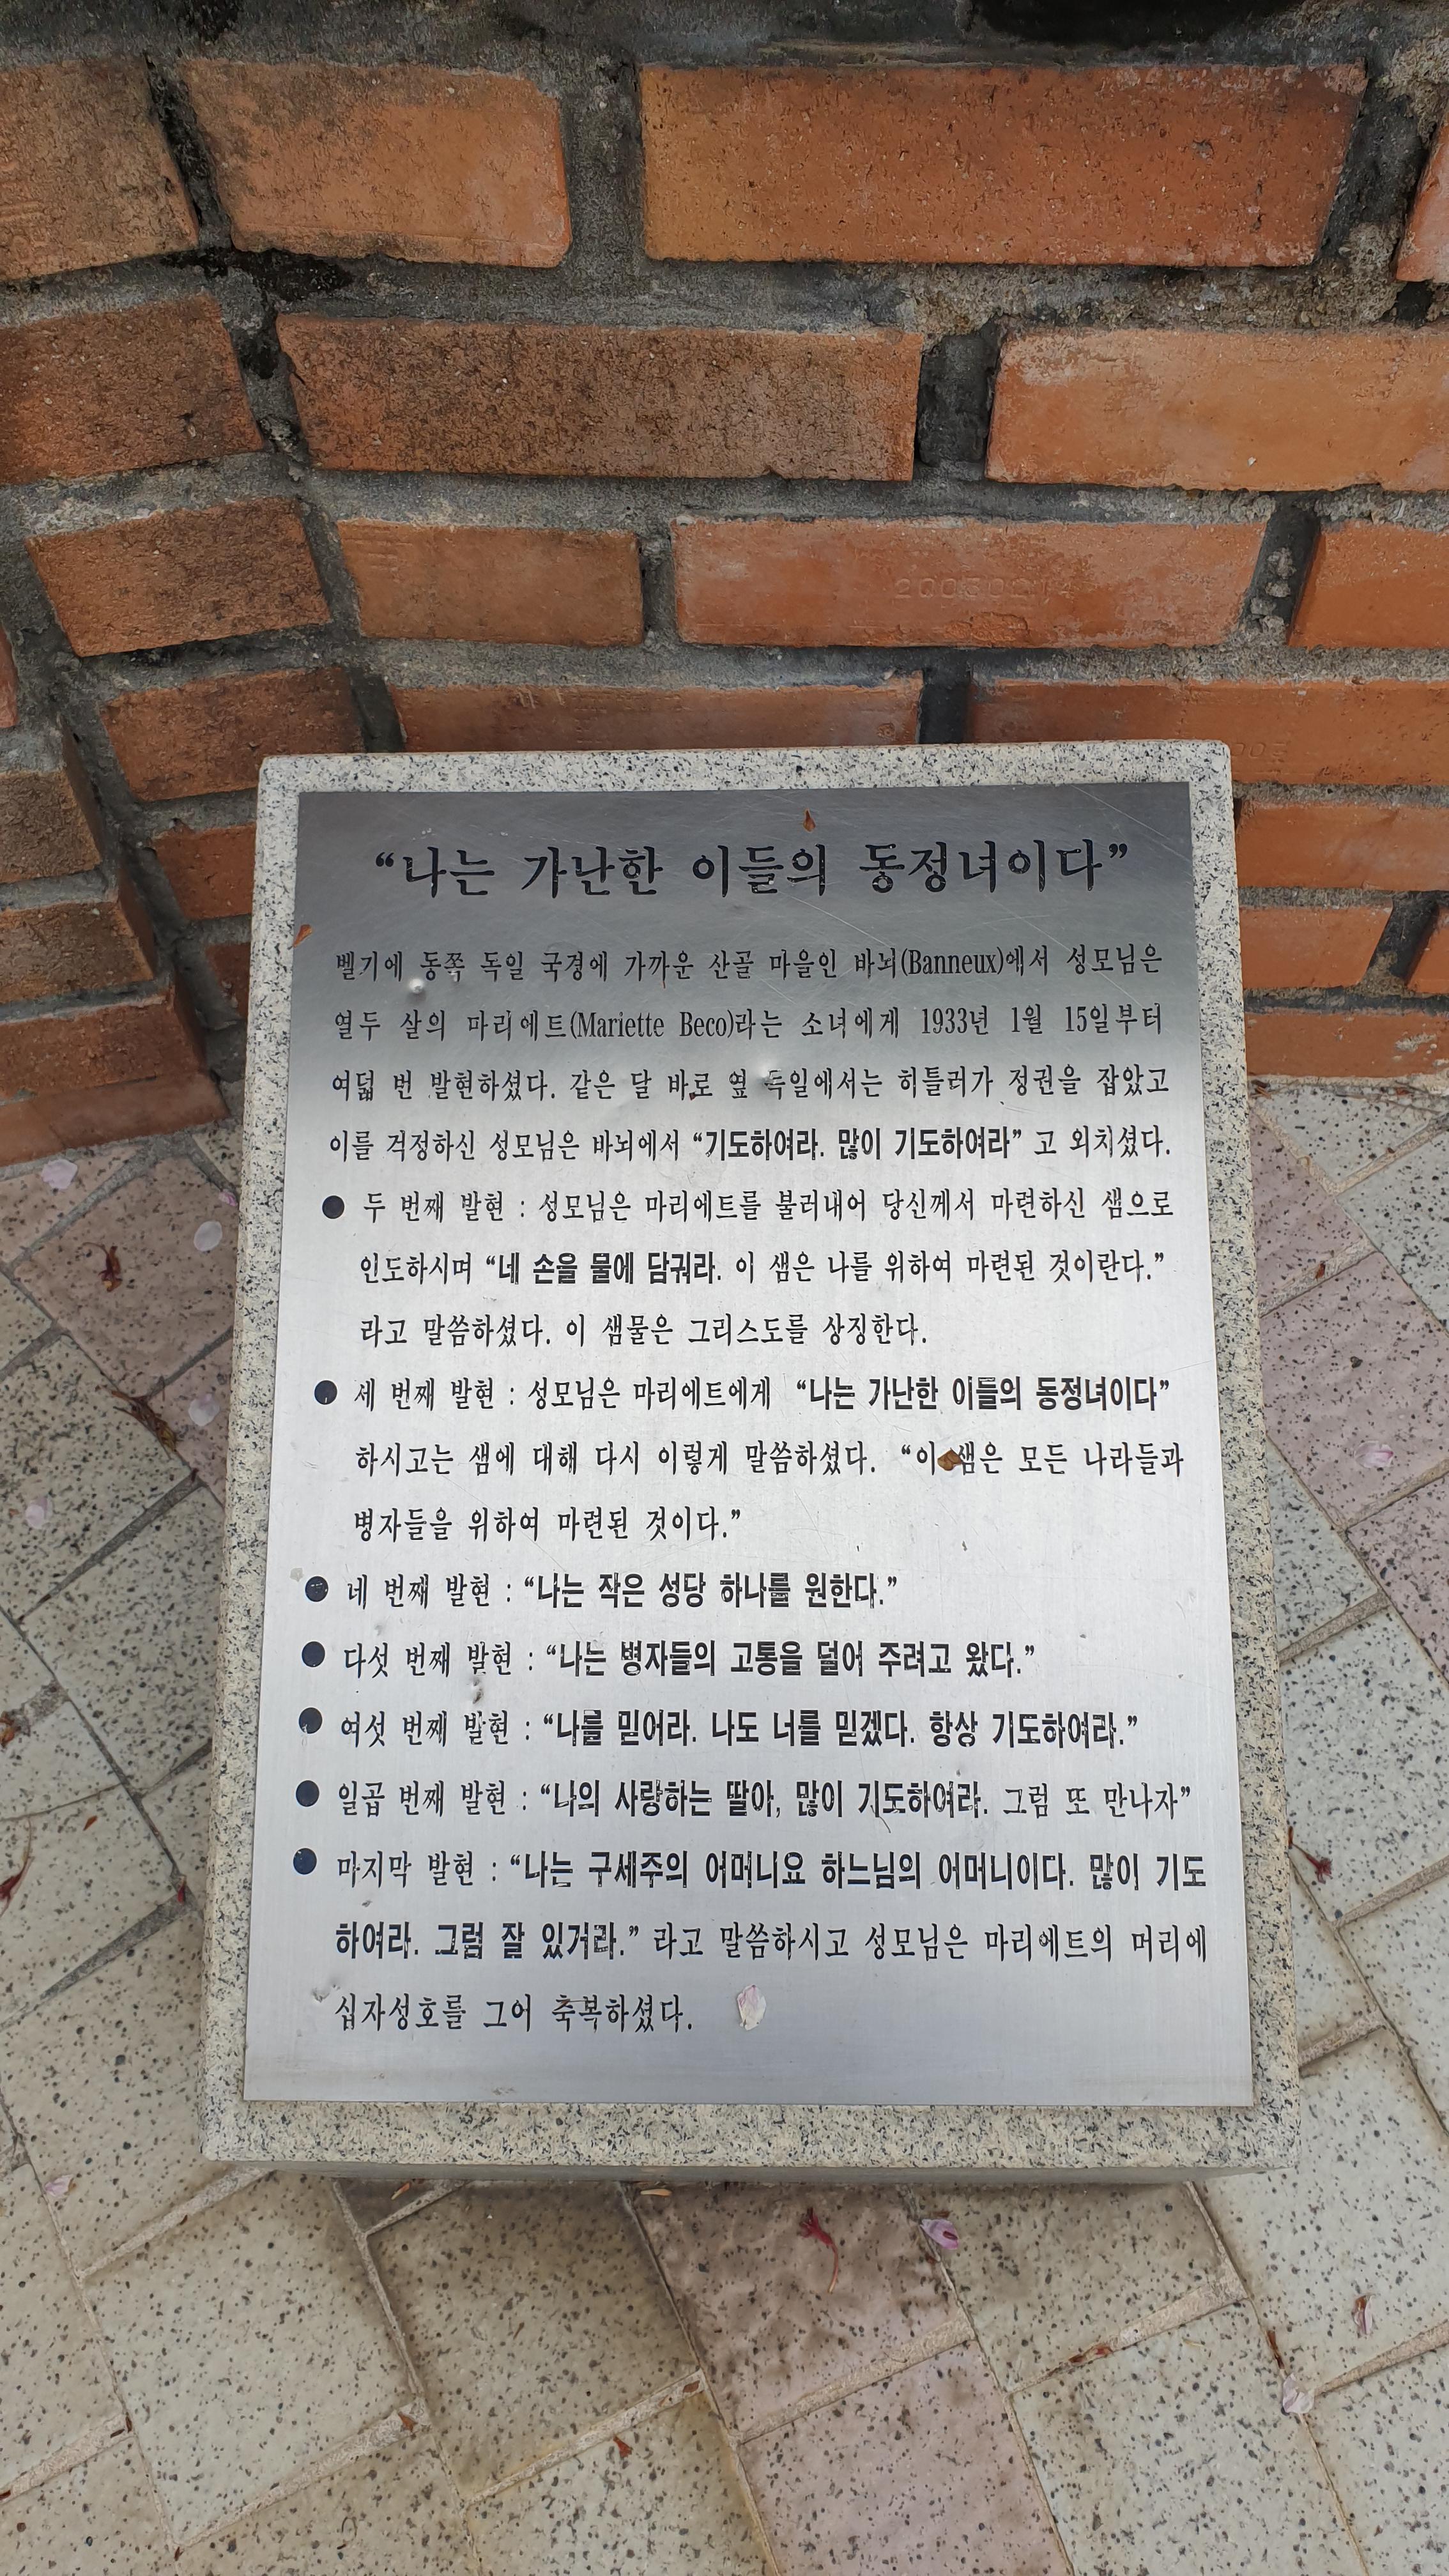 “나는 가난한 이들의 동정녀이다”
벨기에 동쪽 독일 국경에 가까운 산골 마을인 바뇌(Banneux)에서 성모님은
열두 살의 마리에트(Mariette Beco)라는 소녀에게 1933년 1월 15일부터
여덟 번 발현하셨다. 같은 달 바로 옆 독일에서는 히틀러가 정권을 잡았고
이를 걱정하신 성모님은 바뇌에서 “기도하여라. 많이 기도하여라” 고 외치셨다.
● 두 번째 발현 : 성모님은 마리에트를 불러내어 당신께서 마련하신 샘으로
인도하시며 “네 손을 물에 담궈라. 이 샘은 나를 위하여 마련된 것이란다.”
라고 말씀하셨다. 이 샘물은 그리스도를 상징한다.
● 세 번째 발현 : 성모님은 마리에트에게 “나는 가난한 이들의 동정녀이다”
하시고는 샘에 대해 다시 이렇게 말씀하셨다. “이 샘은 모든 나라들과
병자들을 위하여 마련된 것이다.”
● 네 번째 발현 : “나는 작은 성당 하나를 원한다.”
● 다섯 번째 발현 : “나는 병자들의 고통을 덜어 주려고 왔다.”
● 여섯 번째 발현 : “나를 믿어라. 나도 너를 믿겠다. 항상 기도하여라.”
● 일곱 번째 발현 : “나의 사랑하는 딸아, 많이 기도하여라. 그럼 또 만나자”
● 마지막 발현 : “나는 구세주의 어머니요 하느님의 어머니이다. 많이 기도
하여라. 그럼 잘 있거라.” 라고 말씀하시고 성모님은 마리에트의 머리에
십자성호를 그어 축복하셨다.